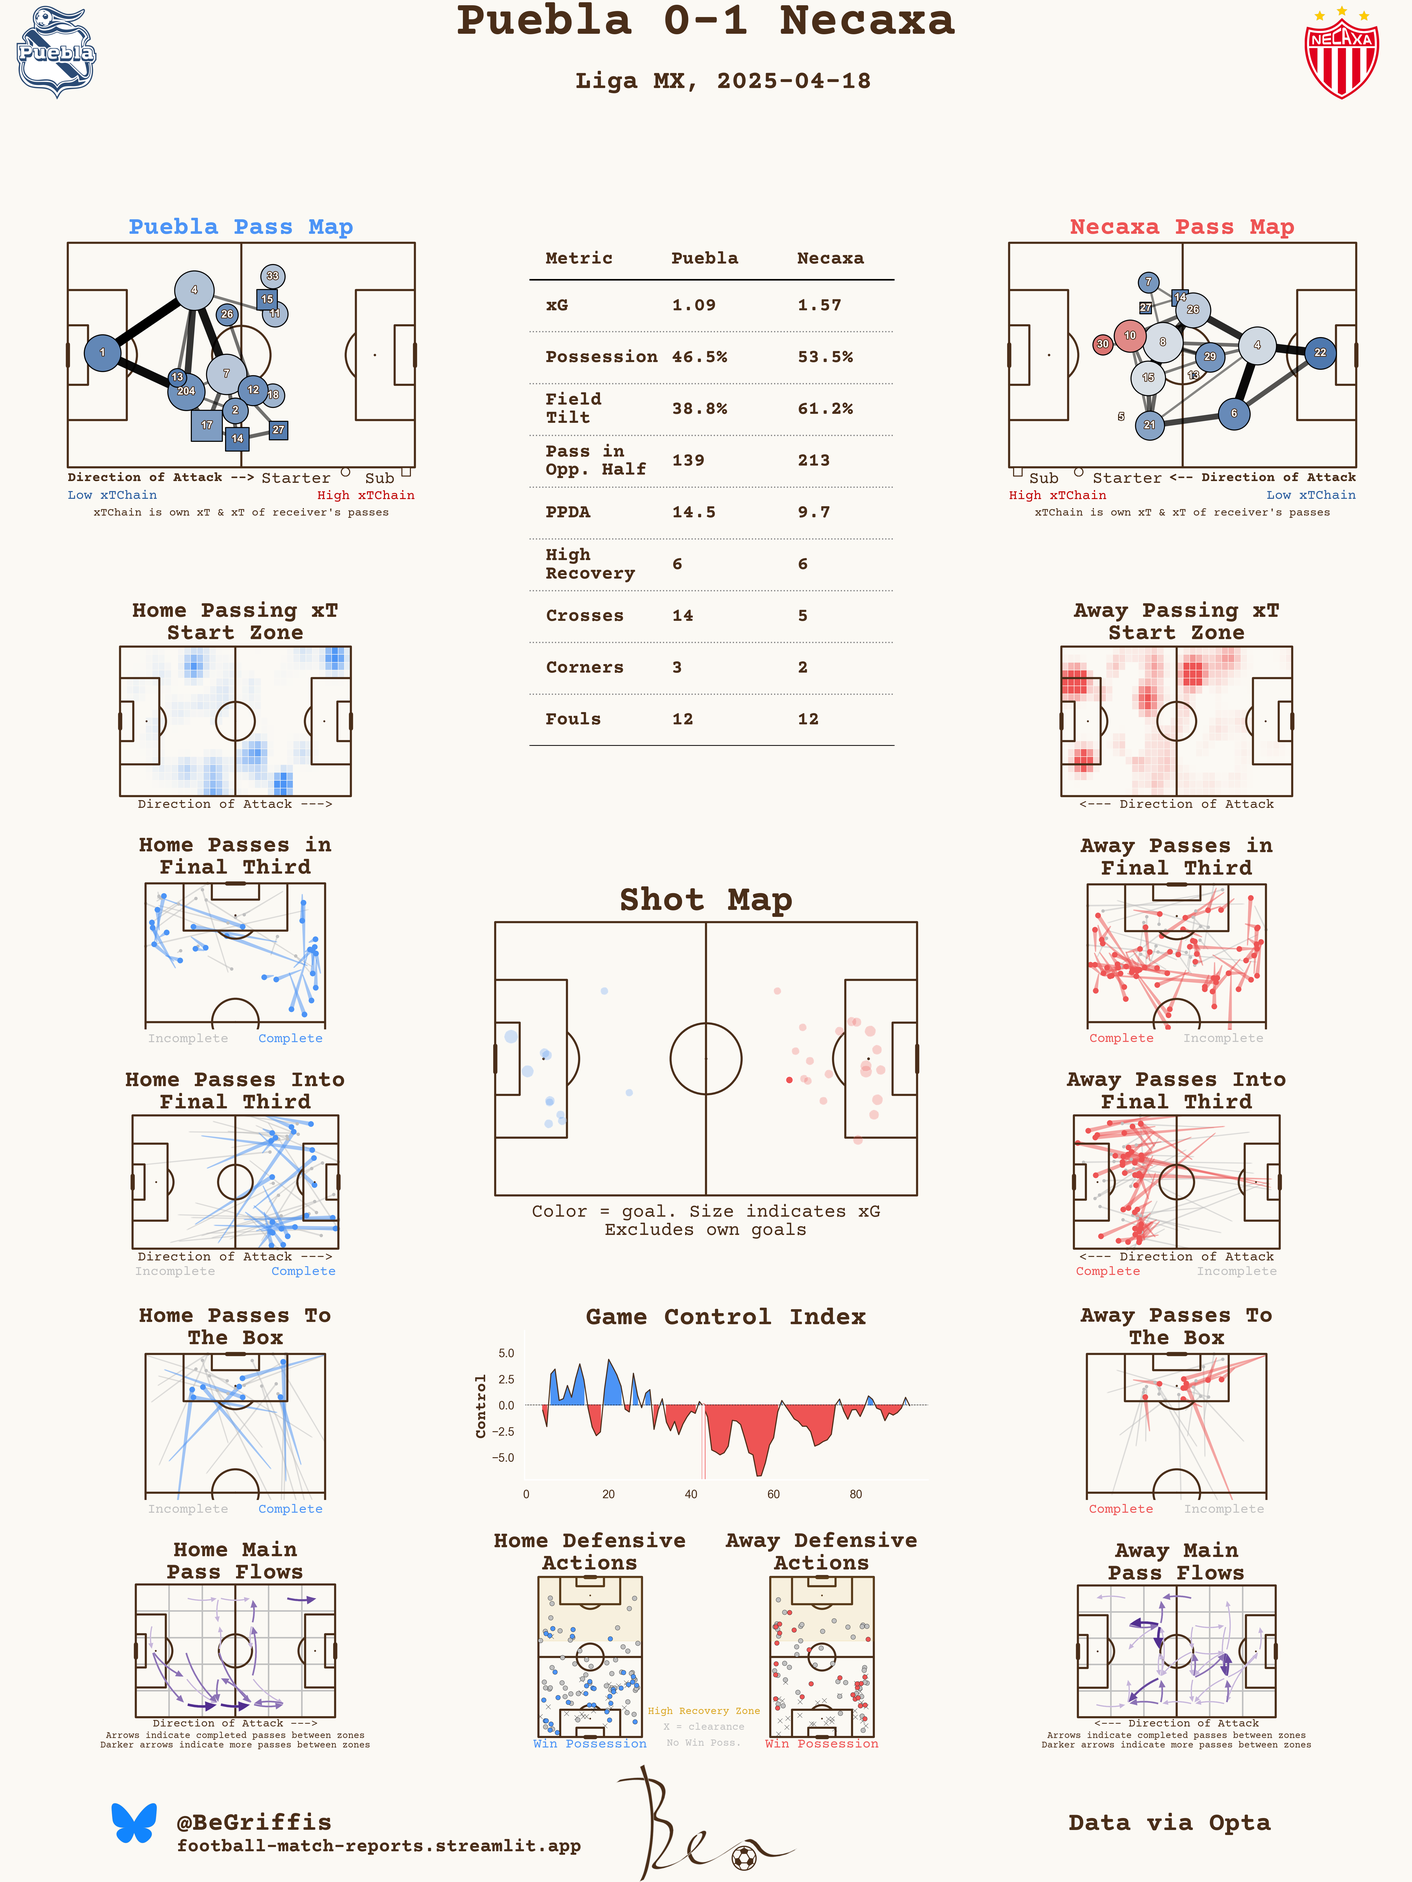 Puebla 0-1 Necaxa
Liga MX, 2025-04-18
Puebla
NECAXA
Puebla Pass Map
1
4
33
15
11
26
7
13
204
12
18
2
17
14
27
Direction of Attack --> Starter Sub
Low xTChain High xTChain
xTChain is own xT & xT of receiver's passes
Metric Puebla Necaxa
xG 1.09 1.57
Possession 46.5% 53.5%
Field
Tilt 38.8% 61.2%
Pass in
Opp. Half 139 213
PPDA 14.5 9.7
High
Recovery 6 6
Crosses 14 5
Corners 3 2
Fouls 12 12
Necaxa Pass Map
7
14
27
26
10
30
8
29
4
22
15
13
5
21
6
Sub Starter <-- Direction of Attack
High xTChain Low xTChain
xTChain is own xT & xT of receiver's passes
Home Passing xT
Start Zone
Direction of Attack --->
Away Passing xT
Start Zone
<--- Direction of Attack
Home Passes in
Final Third
Incomplete Complete
Away Passes in
Final Third
Complete Incomplete
Shot Map
Color = goal. Size indicates xG
Excludes own goals
Home Passes Into
Final Third
Direction of Attack --->
Incomplete Complete
Away Passes Into
Final Third
<--- Direction of Attack
Complete Incomplete
Home Passes To
The Box
Incomplete Complete
Game Control Index
Control
5.0
2.5
0.0
−2.5
−5.0
0 20 40 60 80
Away Passes To
The Box
Complete Incomplete
Home Main
Pass Flows
Direction of Attack --->
Arrows indicate completed passes between zones
Darker arrows indicate more passes between zones
Home Defensive
Actions
Win Possession
Away Defensive
Actions
Win Possession
High Recovery Zone
X = clearance
No Win Poss.
Away Main
Pass Flows
<--- Direction of Attack
Arrows indicate completed passes between zones
Darker arrows indicate more passes between zones
@BeGriffis
football-match-reports.streamlit.app
Ben
Data via Opta